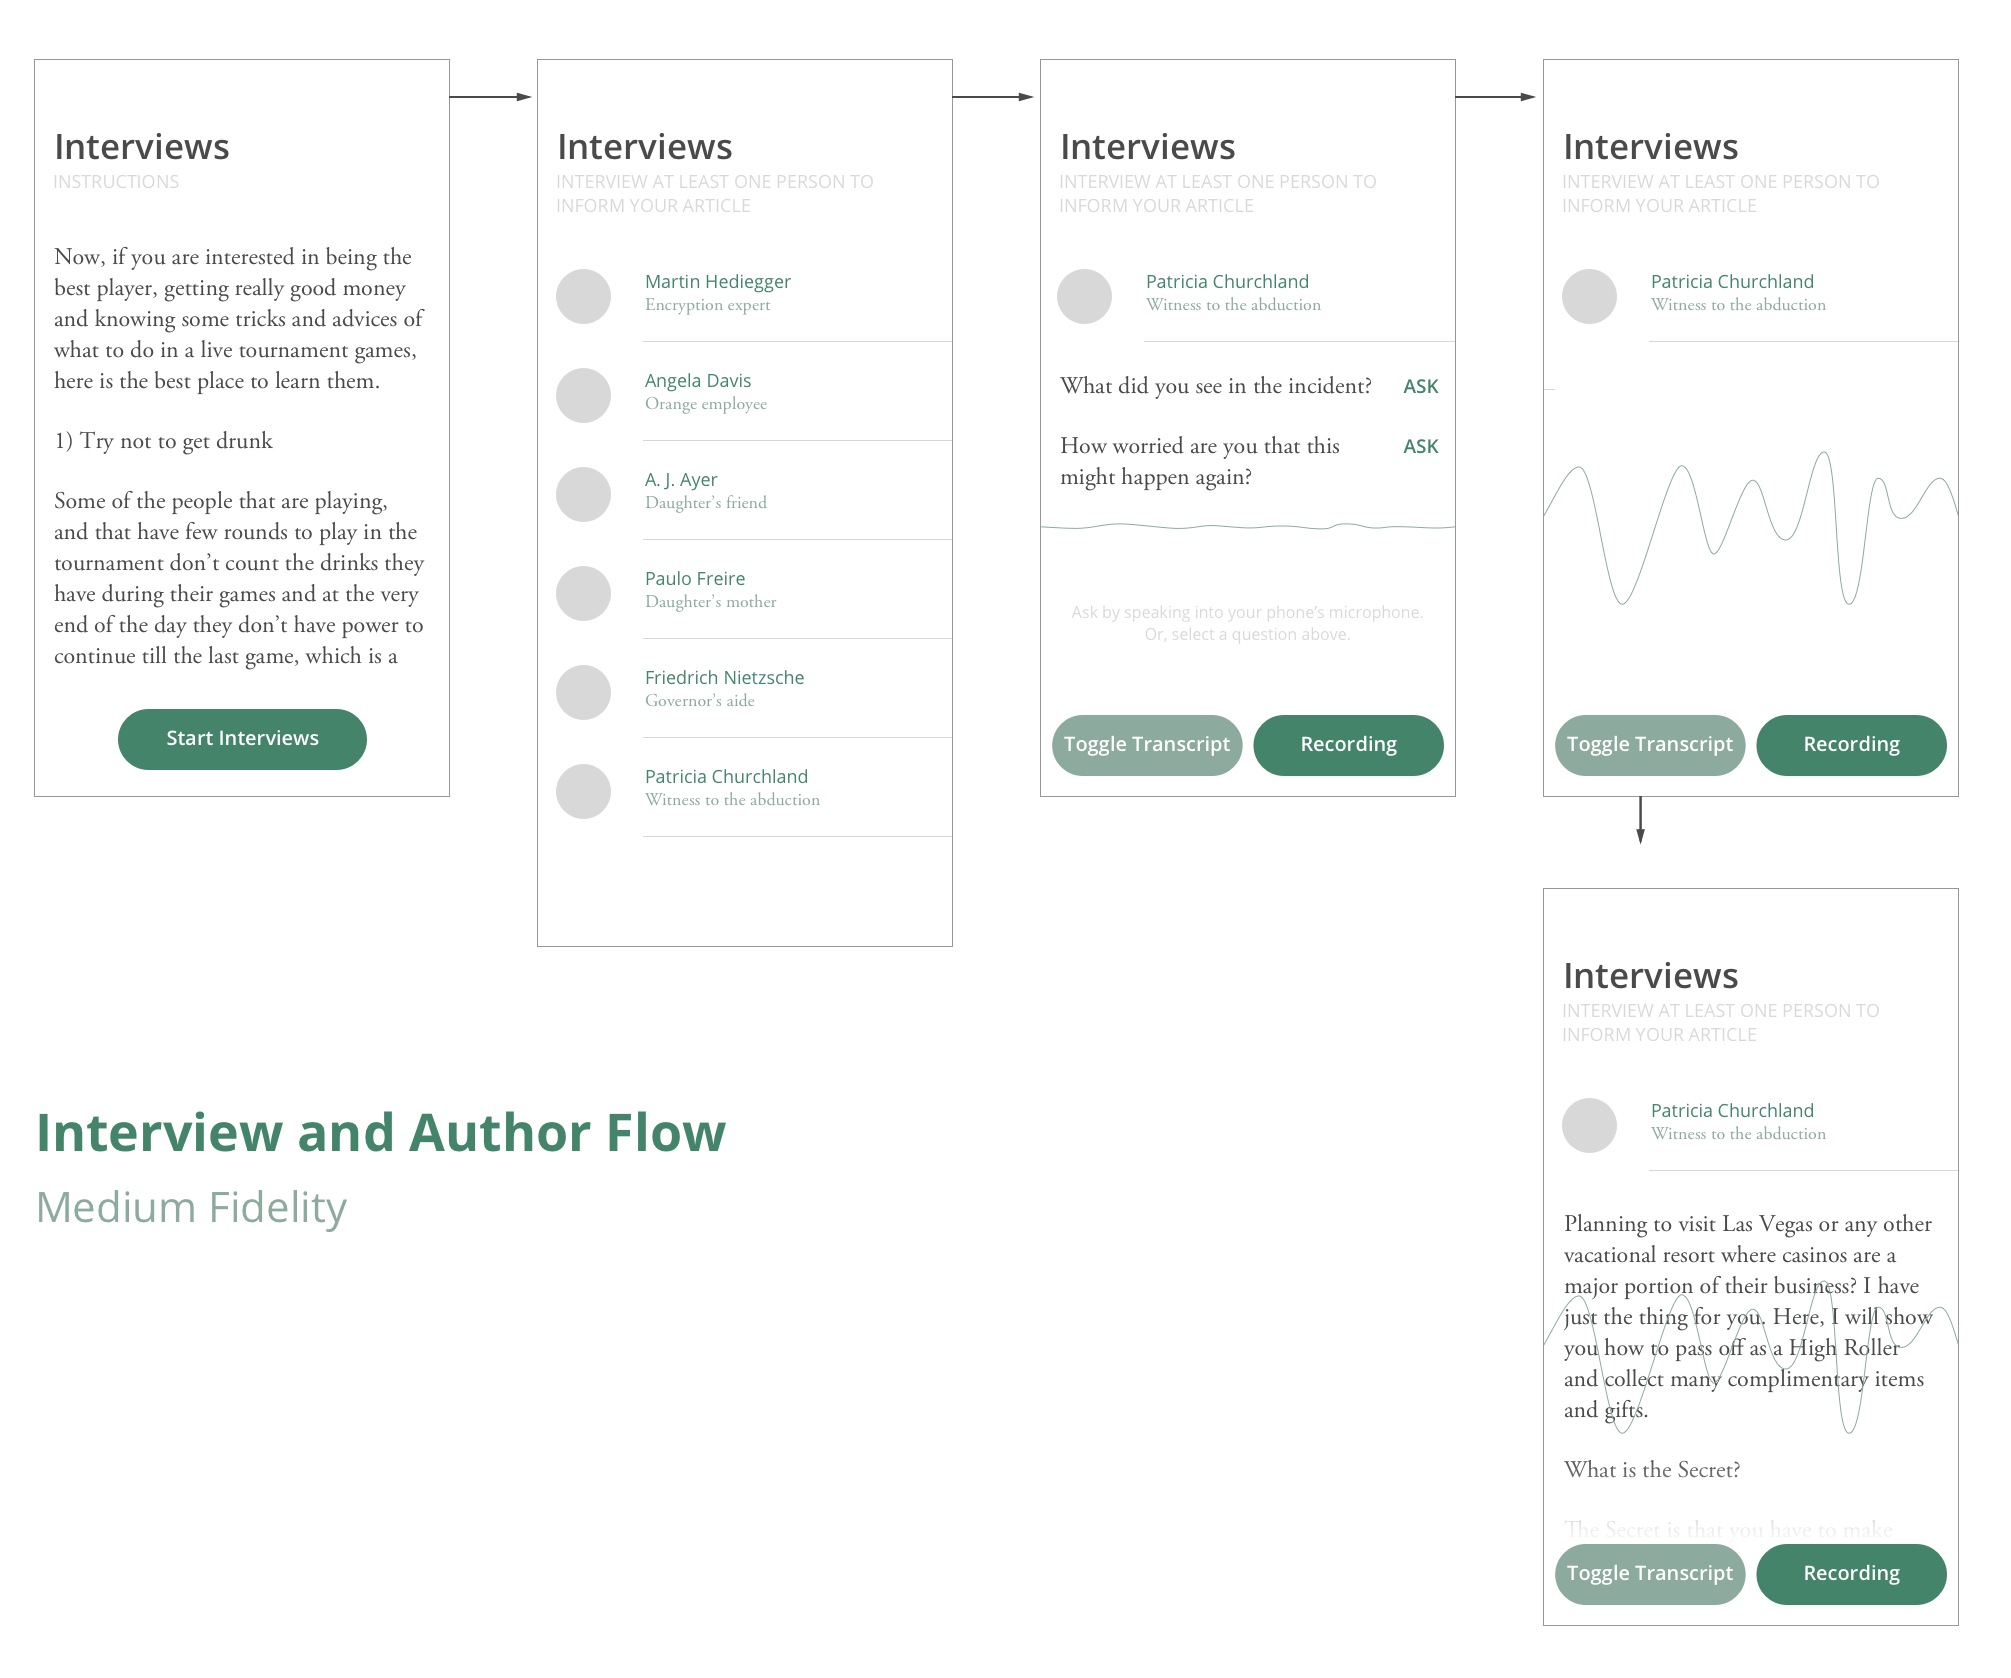 Interviews
INSTRUCTIONS
Now, if you are interested in being the
best player, getting really good money
and knowing some tricks and advices of
what to do in a live tournament games,
here is the best place to learn them.
1) Try not to get drunk
Some of the people that are playing,
and that have few rounds to play in the
tournament don’t count the drinks they
have during their games and at the very
end of the day they don’t have power to
continue till the last game, which is a
Start Interviews
Interviews
INTERVIEW AT LEAST ONE PERSON TO
INFORM YOUR ARTICLE
Martin Hediegger
Encryption expert
Angela Davis
Orange employee
A. J. Ayer
Daughter’s friend
Paulo Freire
Daughter’s mother
Friedrich Nietzsche
Governor’s aide
Patricia Churchland
Witness to the abduction
Interviews
INTERVIEW AT LEAST ONE PERSON TO
INFORM YOUR ARTICLE
Patricia Churchland
Witness to the abduction
What did you see in the incident? ASK
How worried are you that this ASK
might happen again?
Ask by speaking into your phone’s microphone.
Or, select a question above.
Toggle Transcript Recording
Interviews
INTERVIEW AT LEAST ONE PERSON TO
INFORM YOUR ARTICLE
Patricia Churchland
Witness to the abduction
Toggle Transcript Recording
Interviews
INTERVIEW AT LEAST ONE PERSON TO
INFORM YOUR ARTICLE
Patricia Churchland
Witness to the abduction
Planning to visit Las Vegas or any other
vacational resort where casinos are a
major portion of their business? I have
just the thing for you. Here, I will show
you how to pass off as a High Roller
and collect many complimentary items
and gifts.
What is the Secret?
The Secret is that you have to make
Toggle Transcript Recording
Interview and Author Flow
Medium Fidelity